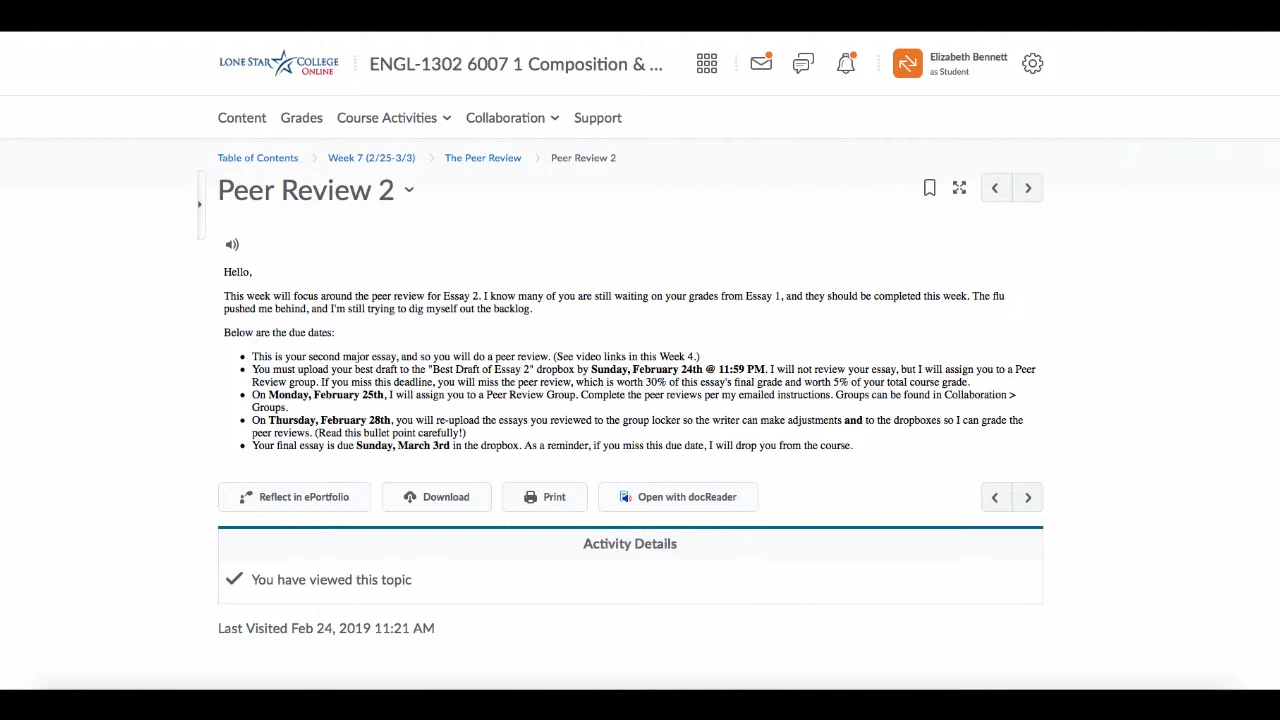 LONE STAR COLLEGE
ONLINE
ENGL-1302 6007 1 Composition & ...
Elizabeth Bennett
as Student
Content Grades Course Activities Collaboration Support
Table of Contents Week 7 (2/25-3/3) The Peer Review Peer Review 2
Peer Review 2
Hello,
This week will focus around the peer review for Essay 2. I know many of you are still waiting on your grades from Essay 1, and they should be completed this week. The flu
pushed me behind, and I'm still trying to dig myself out the backlog.
Below are the due dates:
• This is your second major essay, and so you will do a peer review. (See video links in this Week 4.)
• You must upload your best draft to the "Best Draft of Essay 2" dropbox by Sunday, February 24th @ 11:59 PM. I will not review your essay, but I will assign you to a Peer
Review group. If you miss this deadline, you will miss the peer review, which is worth 30% of this essay's final grade and worth 5% of your total course grade.
• On Monday, February 25th, I will assign you to a Peer Review Group. Complete the peer reviews per my emailed instructions. Groups can be found in Collaboration >
Groups.
• On Thursday, February 28th, you will re-upload the essays you reviewed to the group locker so the writer can make adjustments and to the dropboxes so I can grade the
peer reviews. (Read this bullet point carefully!)
• Your final essay is due Sunday, March 3rd in the dropbox. As a reminder, if you miss this due date, I will drop you from the course.
Reflect in ePortfolio Download Print Open with docReader
Activity Details
You have viewed this topic
Last Visited Feb 24, 2019 11:21 AM